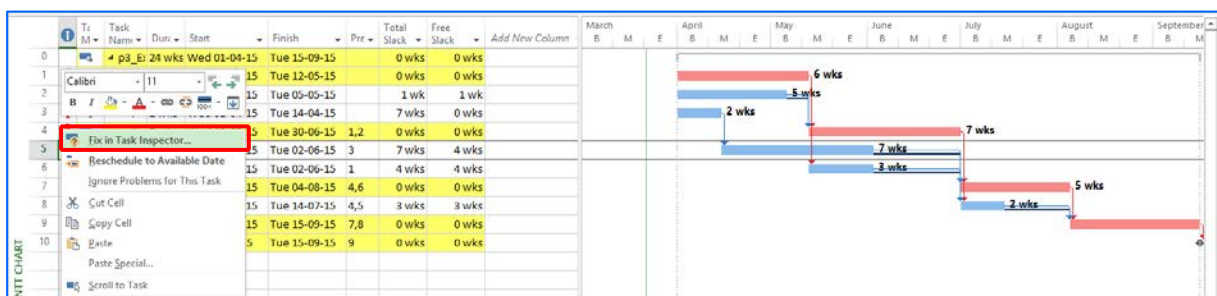 Ta Task Total Free March April May June July August September
M Name Dura Start Finish Pre Slack Slack Add New Column B M E B M E B M E B M E B M E B M E B M
0 p3_E: 24 wks Wed 01-04-15 Tue 15-09-15 0 wks 0 wks
1 Calibri 11 15 Tue 12-05-15 0 wks 0 wks 6 wks
2 B I A 100% 15 Tue 05-05-15 1 wk 1 wk 5 wks
3 15 Tue 14-04-15 7 wks 0 wks 2 wks
4 Fix in Task Inspector... 15 Tue 30-06-15 1,2 0 wks 0 wks 7 wks
5 15 Tue 02-06-15 3 7 wks 4 wks 7 wks
Reschedule to Available Date
6 15 Tue 02-06-15 1 4 wks 4 wks 3 wks
Ignore Problems for This Task
7 15 Tue 04-08-15 4,6 0 wks 0 wks 5 wks
8 Cut Cell 15 Tue 14-07-15 4,5 3 wks 3 wks 2 wks
9 Copy Cell 15 Tue 15-09-15 7,8 0 wks 0 wks
10 Paste 5 Tue 15-09-15 9 0 wks 0 wks
Paste Special...
Scroll to Task
NTT CHART